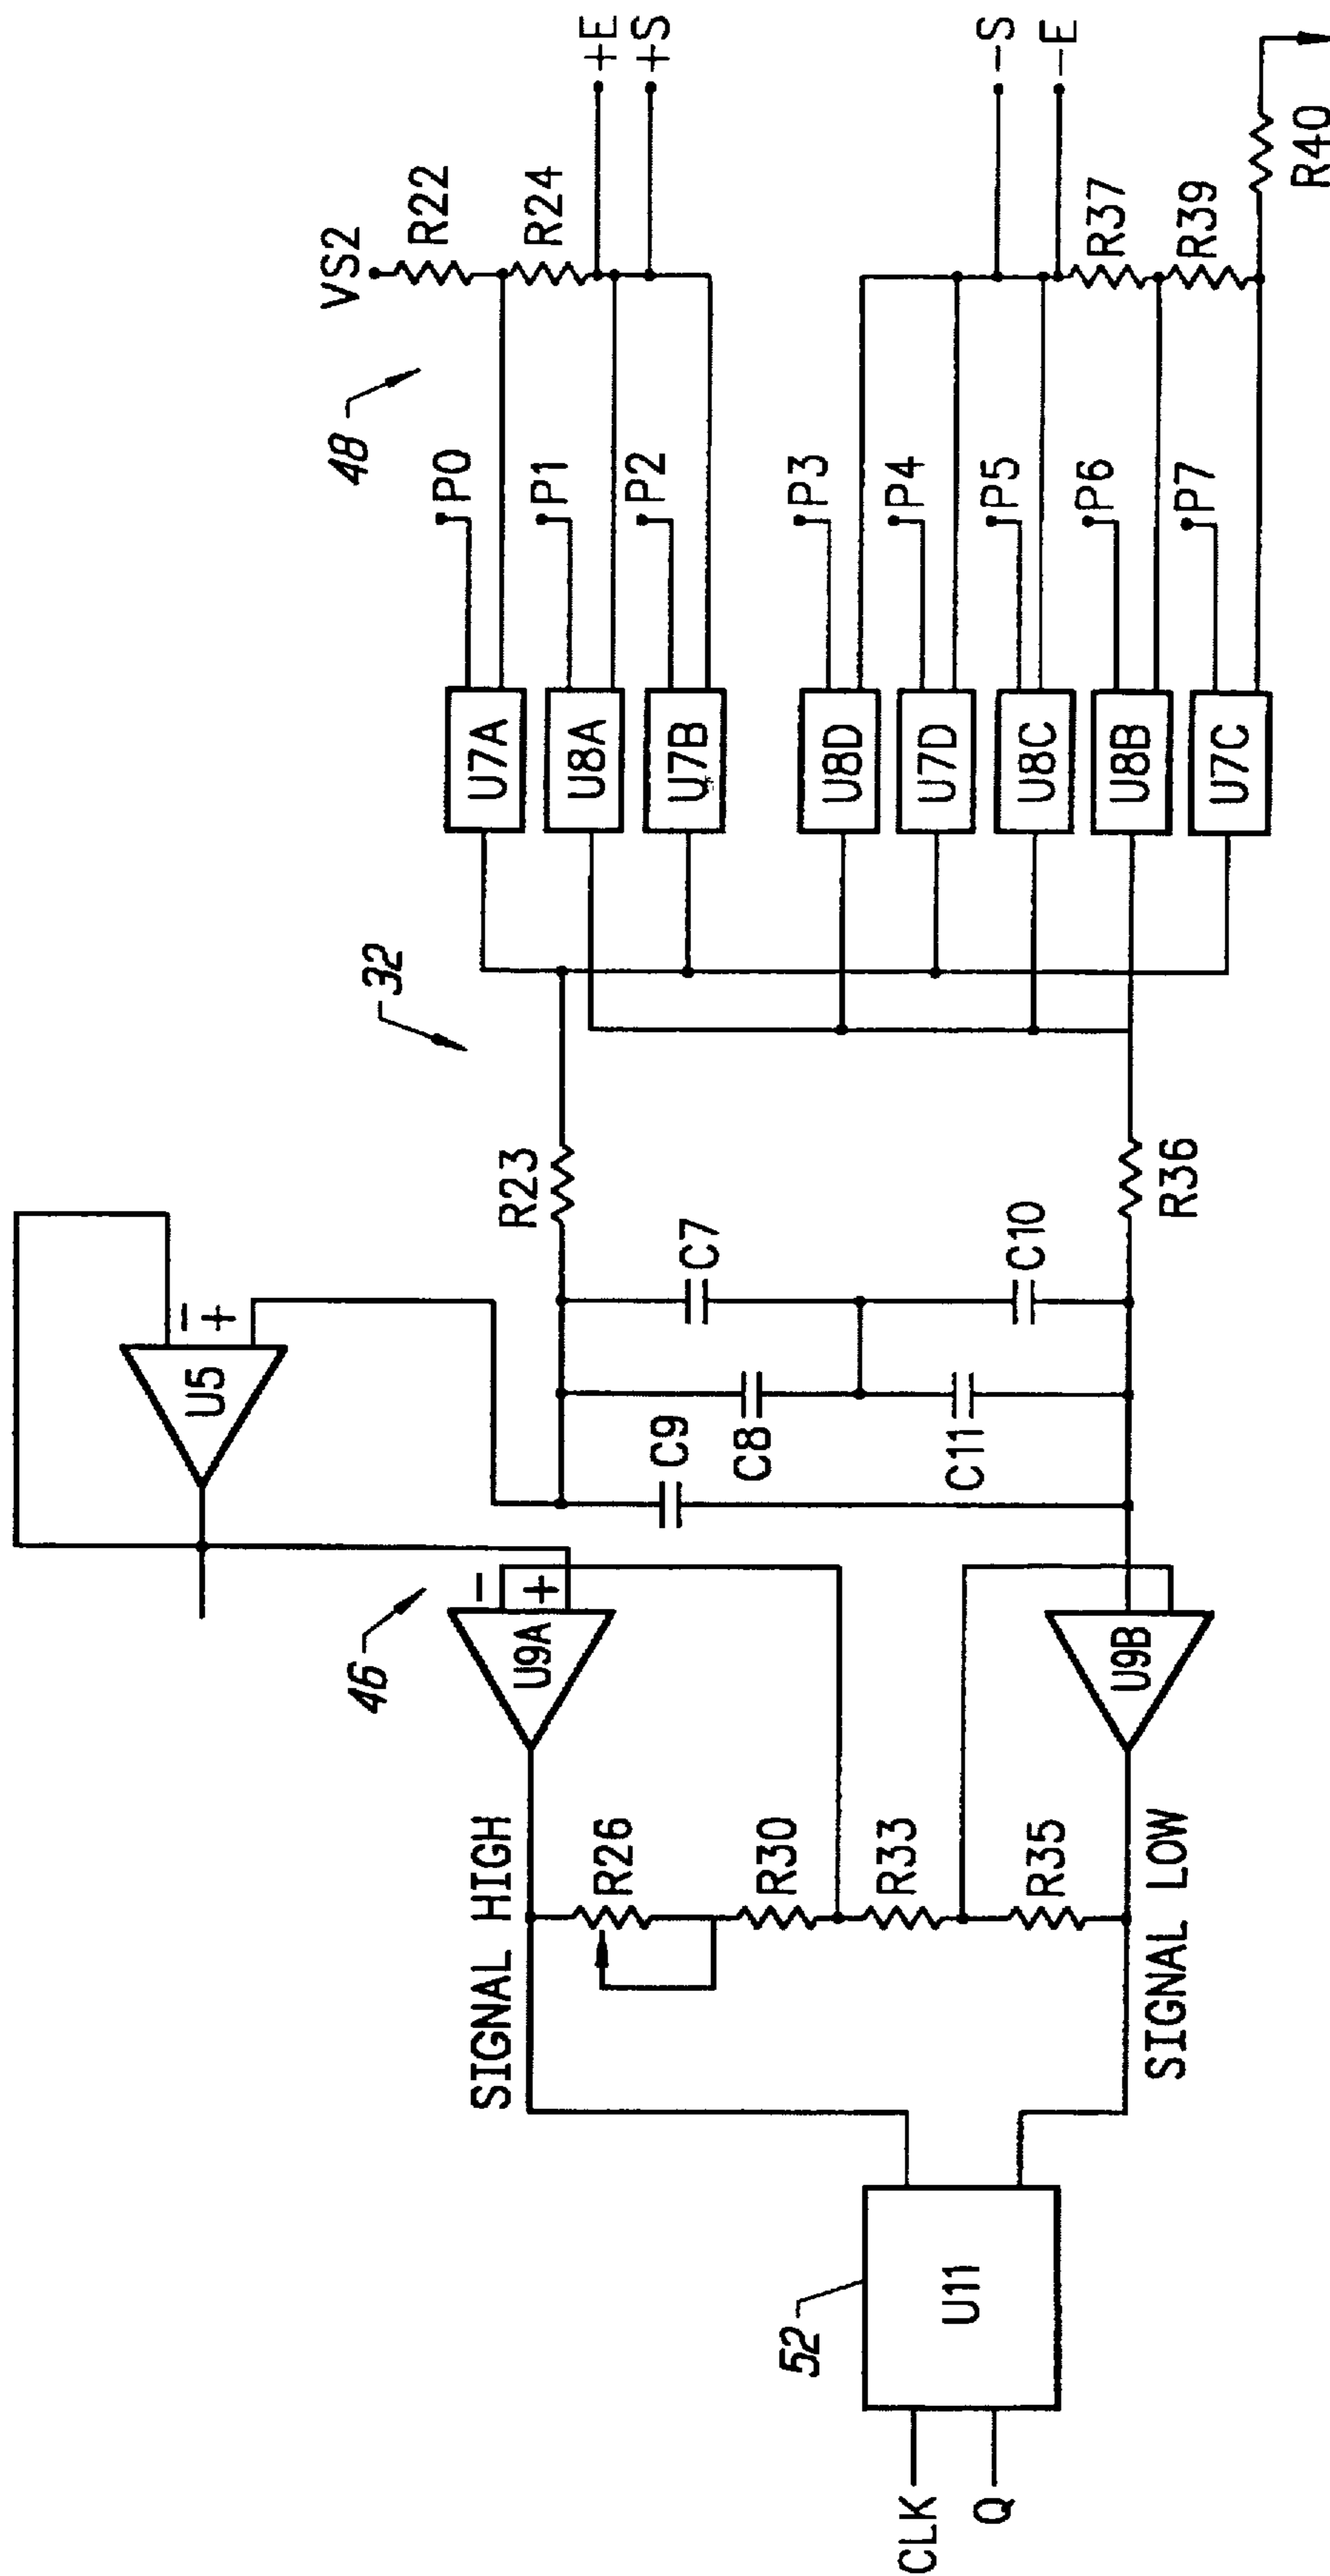 VS2
R22
R24
+E
+S
48
P0
P1
P2
P3
P4
P5
P6
P7
-S
-E
R37
R39
R40
U7A
U8A
U7B
U8D
U7D
U8C
U8B
U7C
32
R23
R36
C7
C10
C8
C11
C9
U5
-
+
46
U9A
-
+
U9B
SIGNAL HIGH
R26
R30
R33
R35
SIGNAL LOW
52
U11
CLK
Q